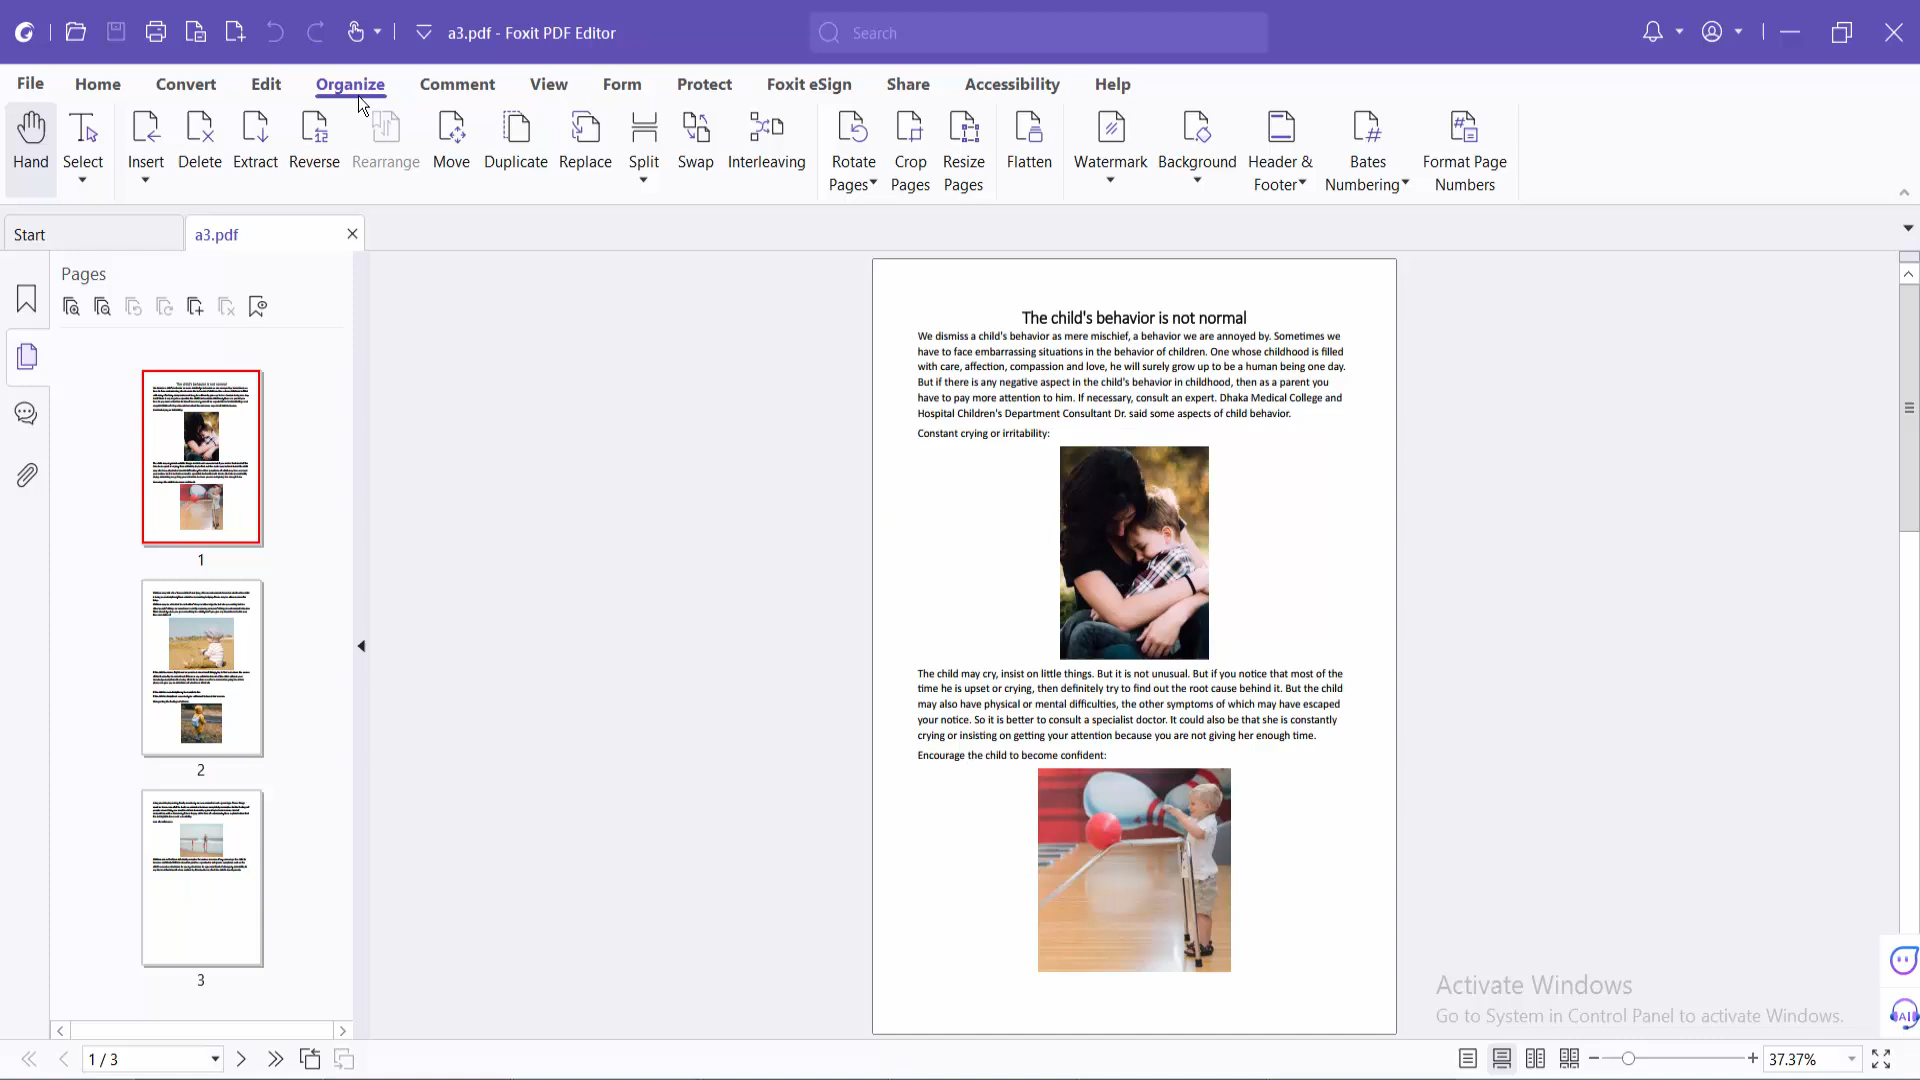 a3.pdf - Foxit PDF Editor
Search
File Home Convert Edit Organize Comment View Form Protect Foxit eSign Share Accessibility Help
Hand Select Insert Delete Extract Reverse Rearrange Move Duplicate Replace Split Swap Interleaving Rotate Pages Crop Pages Resize Pages Flatten Watermark Background Header & Footer Bates Numbering Format Page Numbers
Start
a3.pdf
Pages
1
2
3
The child's behavior is not normal
We dismiss a child's behavior as mere mischief, a behavior we are annoyed by. Sometimes we
have to face embarrassing situations in the behavior of children. One whose childhood is filled
with care, affection, compassion and love, he will surely grow up to be a human being one day.
But if there is any negative aspect in the child's behavior in childhood, then as a parent you
have to pay more attention to him. If necessary, consult an expert. Dhaka Medical College and
Hospital Children's Department Consultant Dr. said some aspects of child behavior.
Constant crying or irritability:
The child may cry, insist on little things. But it is not unusual. But if you notice that most of the
time he is upset or crying, then definitely try to find out the root cause behind it. But the child
may also have physical or mental difficulties, the other symptoms of which may have escaped
your notice. So it is better to consult a specialist doctor. It could also be that she is constantly
crying or insisting on getting your attention because you are not giving her enough time.
Encourage the child to become confident:
Activate Windows
Go to System in Control Panel to activate Windows.
AI
1 / 3
37.37%